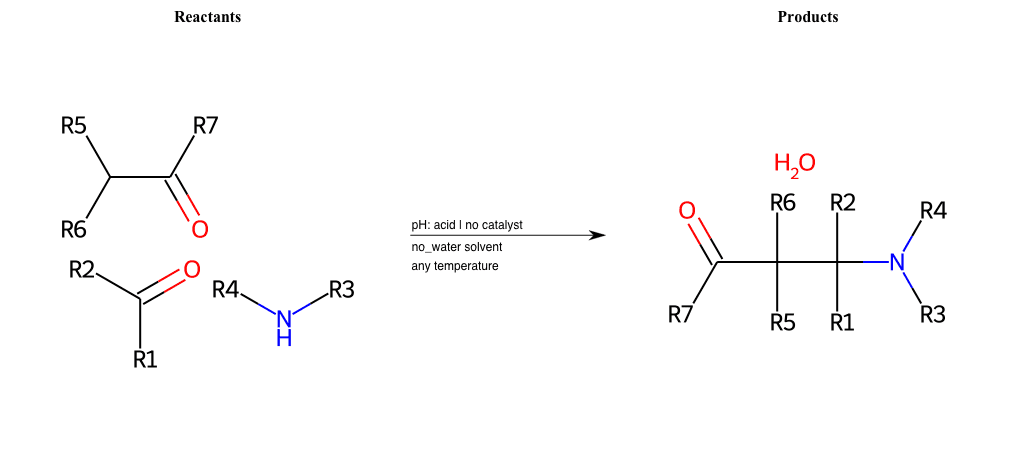 Reactants
Products
R5
R7
R6
O
R2
O
R4
R3
N
H
R1
pH: acid | no catalyst
no_water solvent
any temperature
H2O
O
R6
R2
R4
N
R7
R5
R1
R3